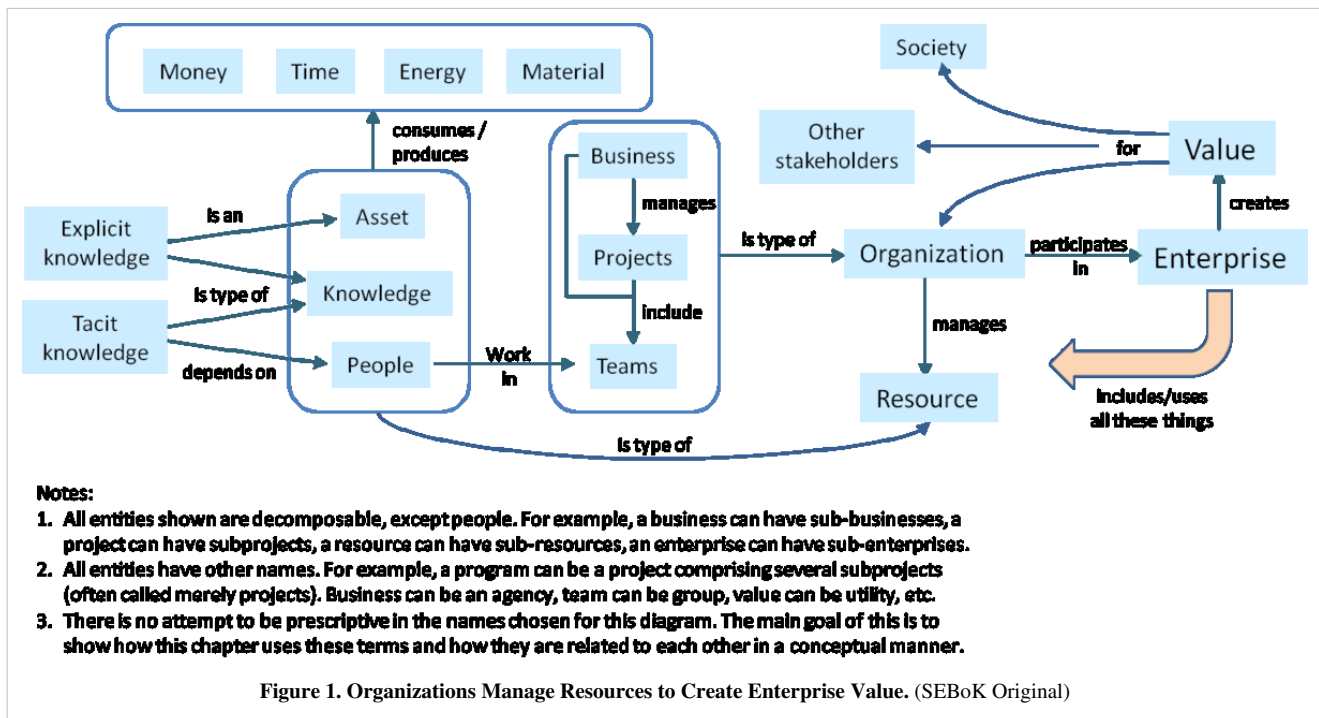 Money
Time
Energy
Material
Society
consumes /
produces
Other
stakeholders
for
Value
Business
manages
creates
Explicit
knowledge
Is an
Asset
Is type of
Projects
Is type of
Organization
participates
in
Enterprise
Knowledge
include
manages
Tacit
knowledge
depends on
People
Work
in
Teams
Resource
Includes/uses
all these things
Is type of
Notes:
1. All entities shown are decomposable, except people. For example, a business can have sub-businesses, a
project can have subprojects, a resource can have sub-resources, an enterprise can have sub-enterprises.
2. All entities have other names. For example, a program can be a project comprising several subprojects
(often called merely projects). Business can be an agency, team can be group, value can be utility, etc.
3. There is no attempt to be prescriptive in the names chosen for this diagram. The main goal of this is to
show how this chapter uses these terms and how they are related to each other in a conceptual manner.
Figure 1. Organizations Manage Resources to Create Enterprise Value. (SEBoK Original)